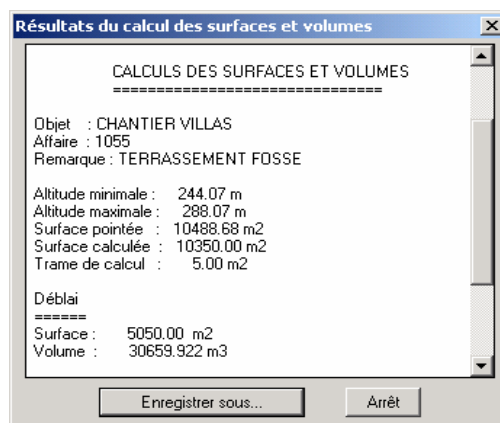 Résultats du calcul des surfaces et volumes
CALCULS DES SURFACES ET VOLUMES
===============================
Objet : CHANTIER VILLAS
Affaire : 1055
Remarque : TERRASSEMENT FOSSE
Altitude minimale : 244.07 m
Altitude maximale : 288.07 m
Surface pointée : 10488.68 m2
Surface calculée : 10350.00 m2
Trame de calcul : 5.00 m2
Déblai
======
Surface : 5050.00 m2
Volume : 30659.922 m3
Enregistrer sous... Arrêt